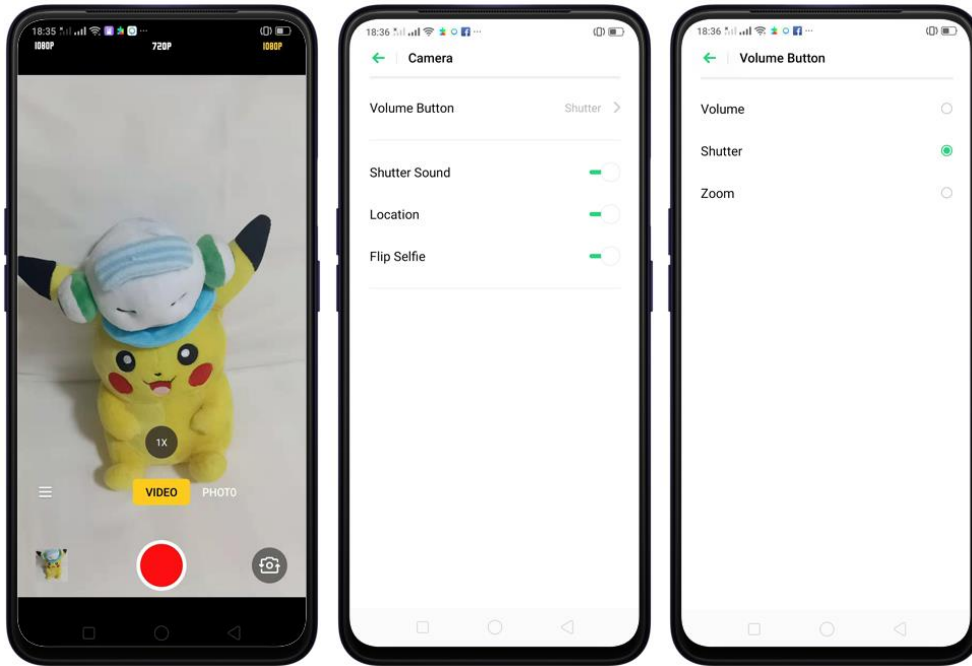 18:35
1080P 720P 1080P
1X
VIDEO PHOTO
18:36
Camera
Volume Button Shutter
Shutter Sound
Location
Flip Selfie
18:36
Volume Button
Volume
Shutter
Zoom